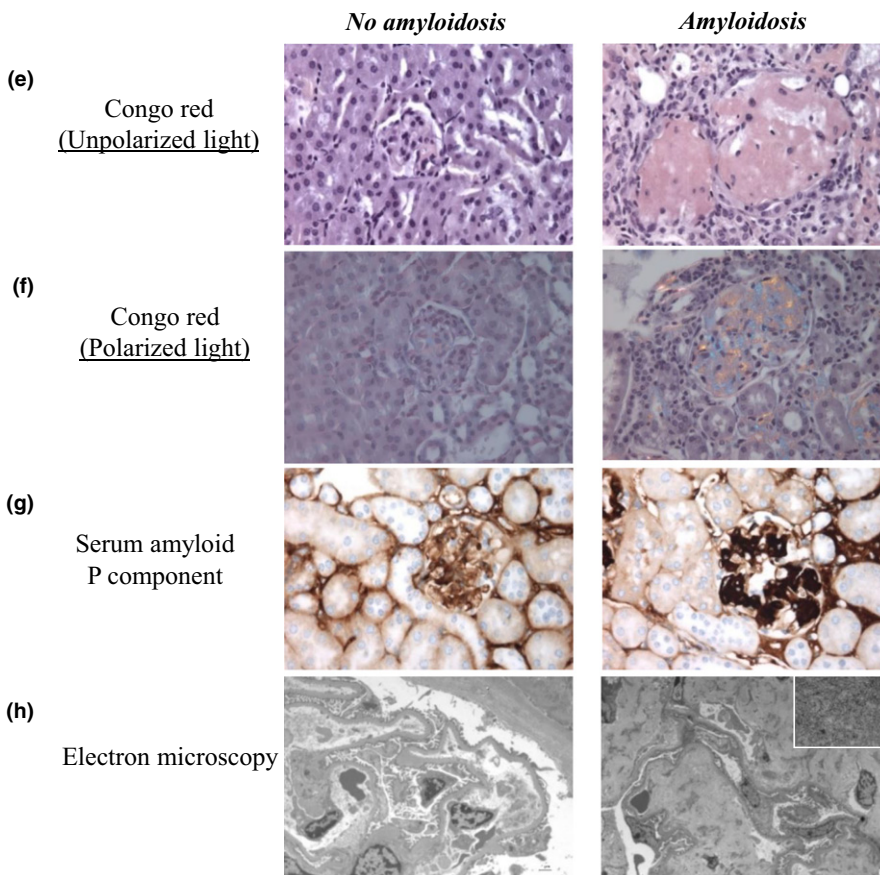 No amyloidosis
Amyloidosis
(e)
Congo red
(Unpolarized light)
(f)
Congo red
(Polarized light)
(g)
Serum amyloid
P component
(h)
Electron microscopy